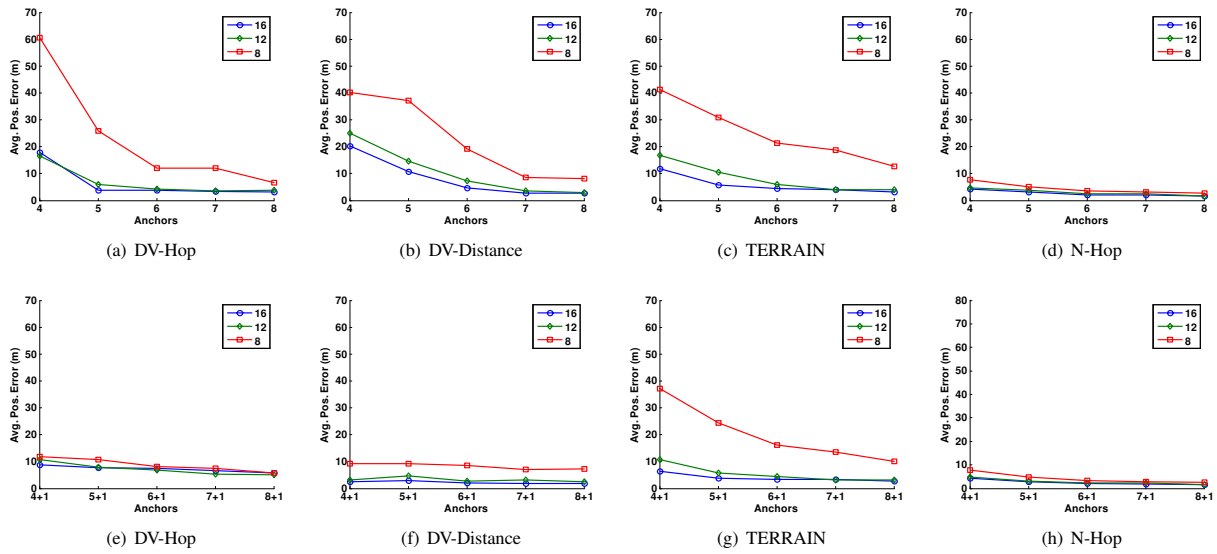 70
60
50
40
30
20
10
0
Avg. Pos. Error (m)
4 5 6 7 8
Anchors
16
12
8
(a) DV-Hop
70
60
50
40
30
20
10
0
Avg. Pos. Error (m)
4 5 6 7 8
Anchors
16
12
8
(b) DV-Distance
70
60
50
40
30
20
10
0
Avg. Pos. Error (m)
4 5 6 7 8
Anchors
16
12
8
(c) TERRAIN
70
60
50
40
30
20
10
0
Avg. Pos. Error (m)
4 5 6 7 8
Anchors
16
12
8
(d) N-Hop
70
60
50
40
30
20
10
0
Avg. Pos. Error (m)
4+1 5+1 6+1 7+1 8+1
Anchors
16
12
8
(e) DV-Hop
70
60
50
40
30
20
10
0
Avg. Pos. Error (m)
4+1 5+1 6+1 7+1 8+1
Anchors
16
12
8
(f) DV-Distance
70
60
50
40
30
20
10
0
Avg. Pos. Error (m)
4+1 5+1 6+1 7+1 8+1
Anchors
16
12
8
(g) TERRAIN
80
70
60
50
40
30
20
10
0
Avg. Pos. Error (m)
4+1 5+1 6+1 7+1 8+1
Anchors
16
12
8
(h) N-Hop